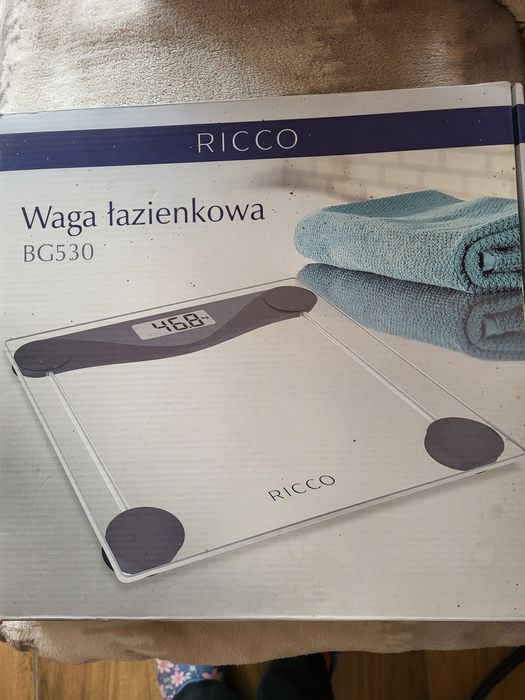 RICCO
Waga łazienkowa
BG530
46.8
RICCO